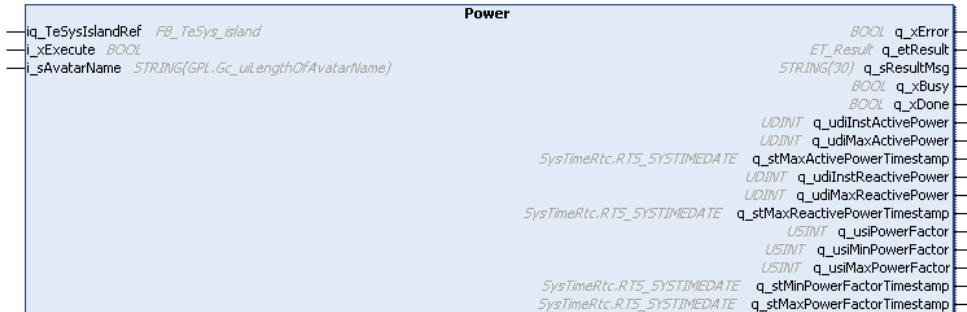 Power
iq_TeSysIslandRef FB_TeSys_island BOOL q_xError
i_xExecute BOOL ET_Result q_etResult
i_sAvatarName STRING(GPL.Gc_uiLengthOfAvatarName) STRING(30) q_sResultMsg
BOOL q_xBusy
BOOL q_xDone
UDINT q_udiInstActivePower
UDINT q_udiMaxActivePower
SysTimeRtc.RTS_SYSTIMEDATE q_stMaxActivePowerTimestamp
UDINT q_udiInstReactivePower
UDINT q_udiMaxReactivePower
SysTimeRtc.RTS_SYSTIMEDATE q_stMaxReactivePowerTimestamp
USINT q_usiPowerFactor
USINT q_usiMinPowerFactor
USINT q_usiMaxPowerFactor
SysTimeRtc.RTS_SYSTIMEDATE q_stMinPowerFactorTimestamp
SysTimeRtc.RTS_SYSTIMEDATE q_stMaxPowerFactorTimestamp